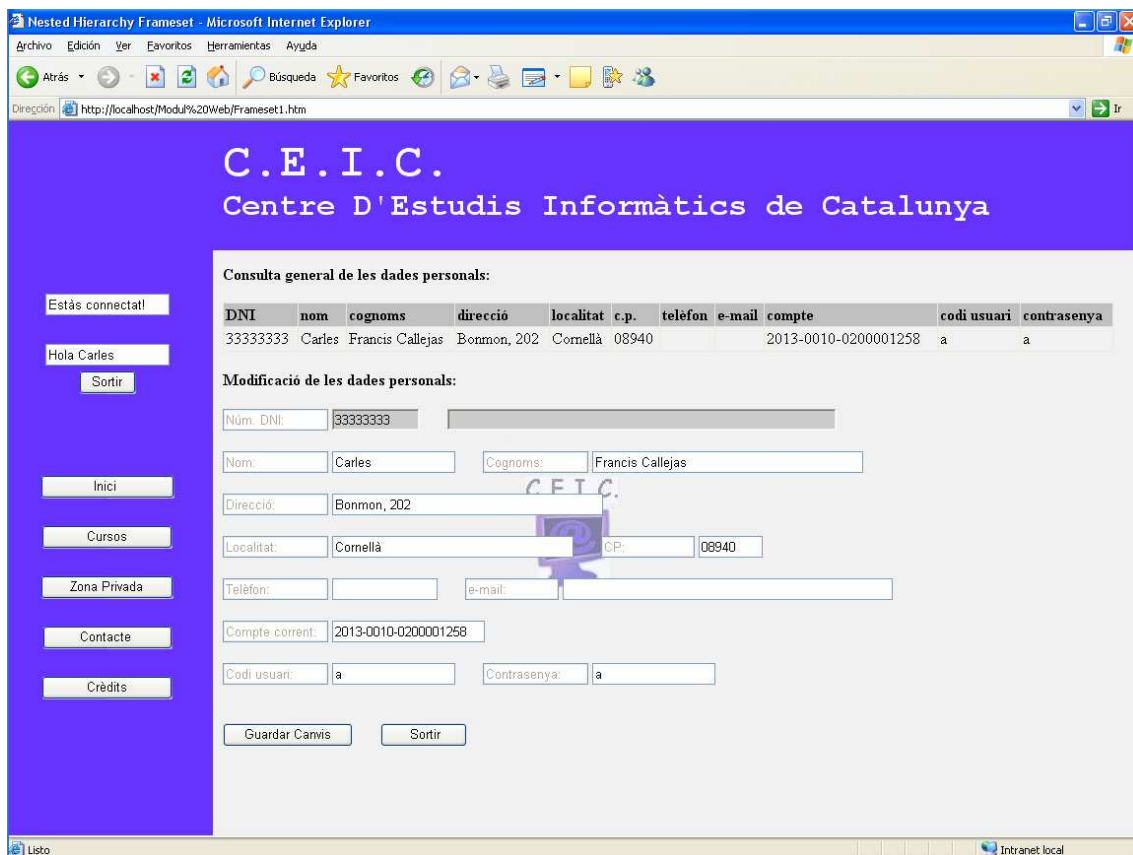 Nested Hierarchy Frameset - Microsoft Internet Explorer
Archivo Edición Ver Favoritos Herramientas Ayuda
Atrás Búsqueda Favoritos
Dirección http://localhost/Modul%20Web/Frameset1.htm Ir
C.E.I.C.
Centre D'Estudis Informàtics de Catalunya
Estàs connectat!
Hola Carles
Sortir
Inici
Cursos
Zona Privada
Contacte
Crèdits
Consulta general de les dades personals:
DNI nom cognoms direcció localitat c.p. telèfon e-mail compte codi usuari contrasenya
33333333 Carles Francis Callejas Bonmon, 202 Cornellà 08940 2013-0010-0200001258 a a
Modificació de les dades personals:
Núm. DNI: 33333333
Nom: Carles Cognoms: Francis Callejas
C.E.I.C.
Direcció: Bonmon, 202
Localitat: Cornellà CP: 08940
Telèfon: e-mail:
Compte corrent: 2013-0010-0200001258
Codi usuari: a Contrasenya: a
Guardar Canvis Sortir
Listo Intranet local